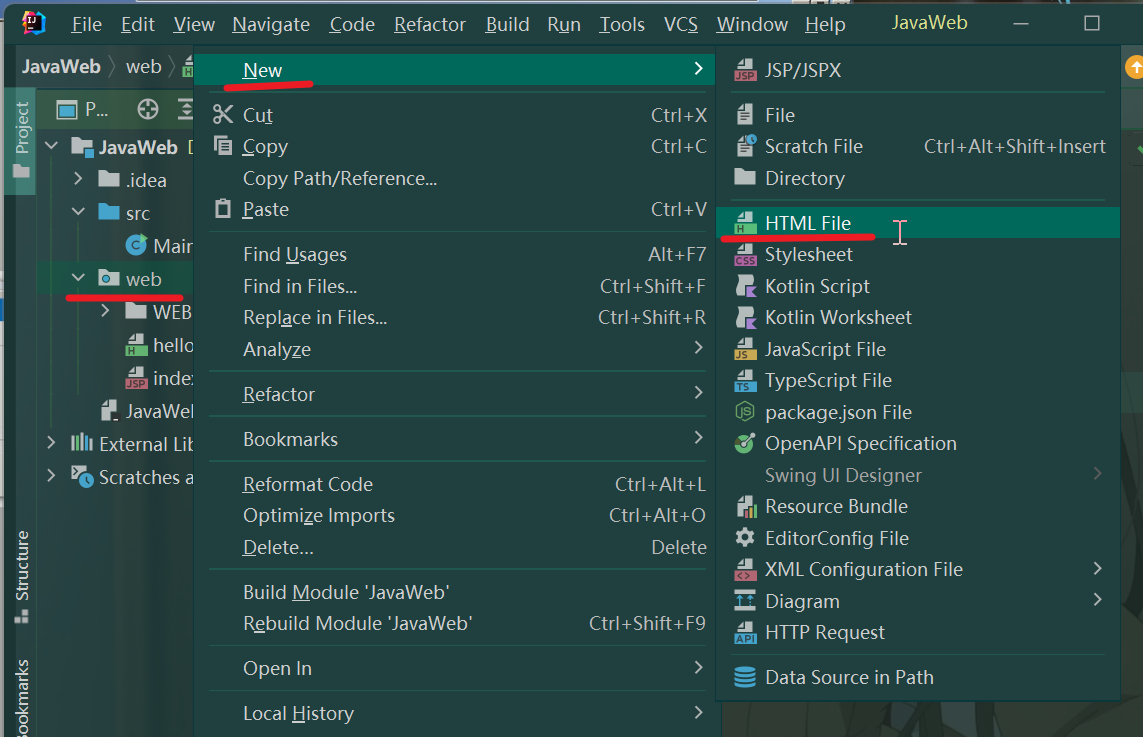 File Edit View Navigate Code Refactor Build Run Tools VCS Window Help JavaWeb
JavaWeb web
Project
P...
JavaWeb
.idea
src
Main
web
WEB
hello
index
JavaWeb
External Lib
Scratches a
Structure
Bookmarks
New
Cut Ctrl+X
Copy Ctrl+C
Copy Path/Reference...
Paste Ctrl+V
Find Usages Alt+F7
Find in Files... Ctrl+Shift+F
Replace in Files... Ctrl+Shift+R
Analyze
Refactor
Bookmarks
Reformat Code Ctrl+Alt+L
Optimize Imports Ctrl+Alt+O
Delete... Delete
Build Module 'JavaWeb'
Rebuild Module 'JavaWeb' Ctrl+Shift+F9
Open In
Local History
JSP/JSPX
File
Scratch File Ctrl+Alt+Shift+Insert
Directory
HTML File
Stylesheet
Kotlin Script
Kotlin Worksheet
JavaScript File
TypeScript File
package.json File
OpenAPI Specification
Swing UI Designer
Resource Bundle
EditorConfig File
XML Configuration File
Diagram
HTTP Request
Data Source in Path